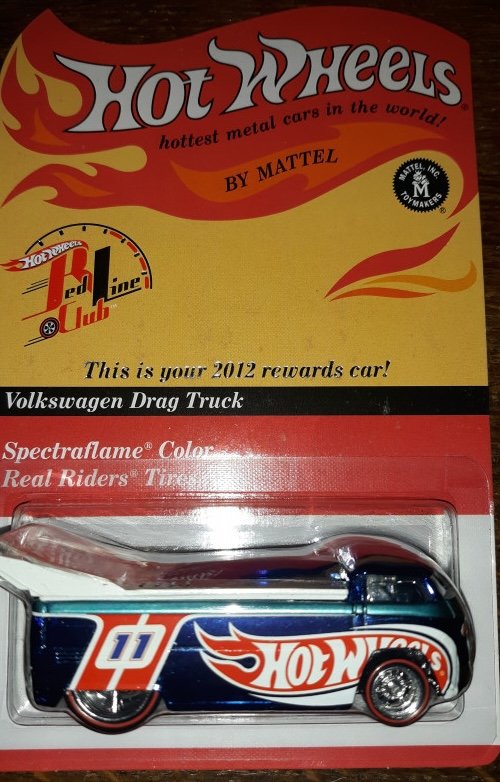 HOT WHEELS®
hottest metal cars in the world!
BY MATTEL
MATTEL, INC.
M
TOYMAKERS
®
HOT WHEELS
Red Line
Club™
This is your 2012 rewards car!
Volkswagen Drag Truck
Spectraflame® Color
Real Riders® Tires
11
HOT WHEELS